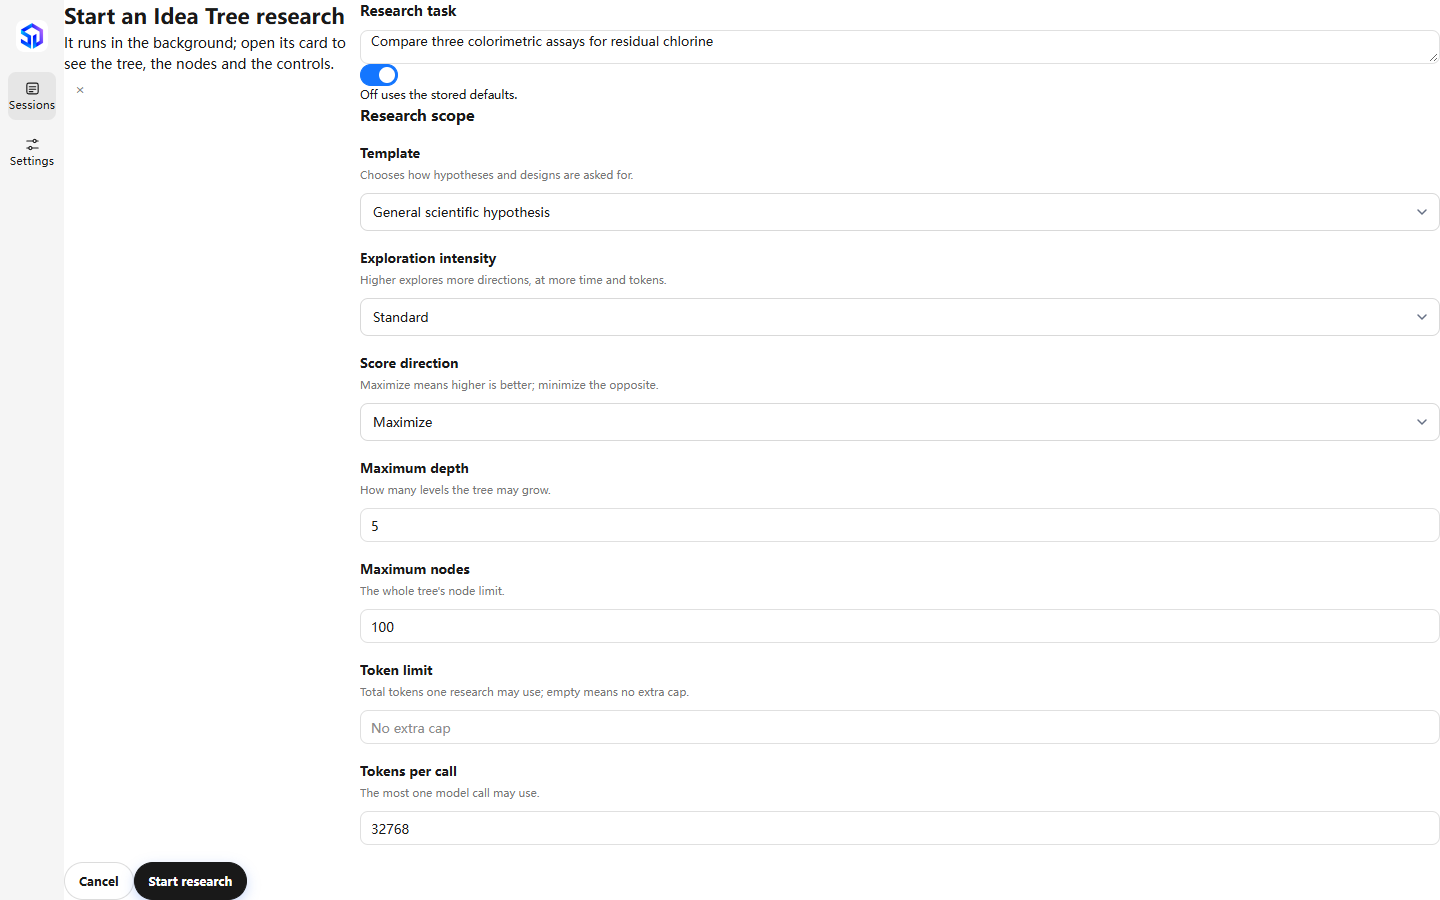 Start an Idea Tree research
It runs in the background; open its card to
see the tree, the nodes and the controls.
×
Sessions
Settings
Research task
Compare three colorimetric assays for residual chlorine
Off uses the stored defaults.
Research scope
Template
Chooses how hypotheses and designs are asked for.
General scientific hypothesis
Exploration intensity
Higher explores more directions, at more time and tokens.
Standard
Score direction
Maximize means higher is better; minimize the opposite.
Maximize
Maximum depth
How many levels the tree may grow.
5
Maximum nodes
The whole tree's node limit.
100
Token limit
Total tokens one research may use; empty means no extra cap.
No extra cap
Tokens per call
The most one model call may use.
32768
Cancel
Start research